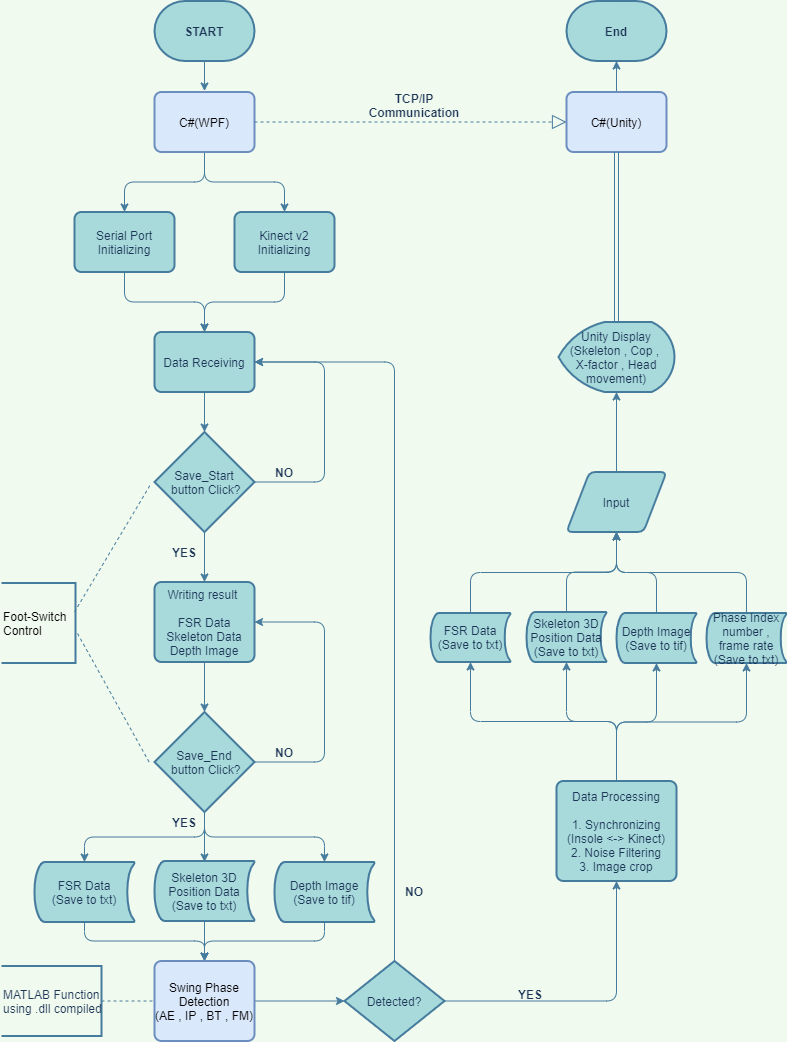 START
End
C#(WPF)
TCP/IP
Communication
C#(Unity)
Serial Port
Initializing
Kinect v2
Initializing
Data Receiving
Unity Display
(Skeleton , Cop ,
X-factor , Head
movement)
Save_Start
button Click?
NO
Input
YES
Foot-Switch
Control
Writing result
FSR Data
Skeleton Data
Depth Image
FSR Data
(Save to txt)
Skeleton 3D
Position Data
(Save to txt)
Depth Image
(Save to tif)
Phase Index
number ,
frame rate
(Save to txt)
Save_End
button Click?
NO
YES
Data Processing
1. Synchronizing
(Insole <-> Kinect)
2. Noise Filtering
3. Image crop
FSR Data
(Save to txt)
Skeleton 3D
Position Data
(Save to txt)
Depth Image
(Save to tif)
NO
MATLAB Function
using .dll compiled
Swing Phase
Detection
(AE , IP , BT , FM)
Detected?
YES